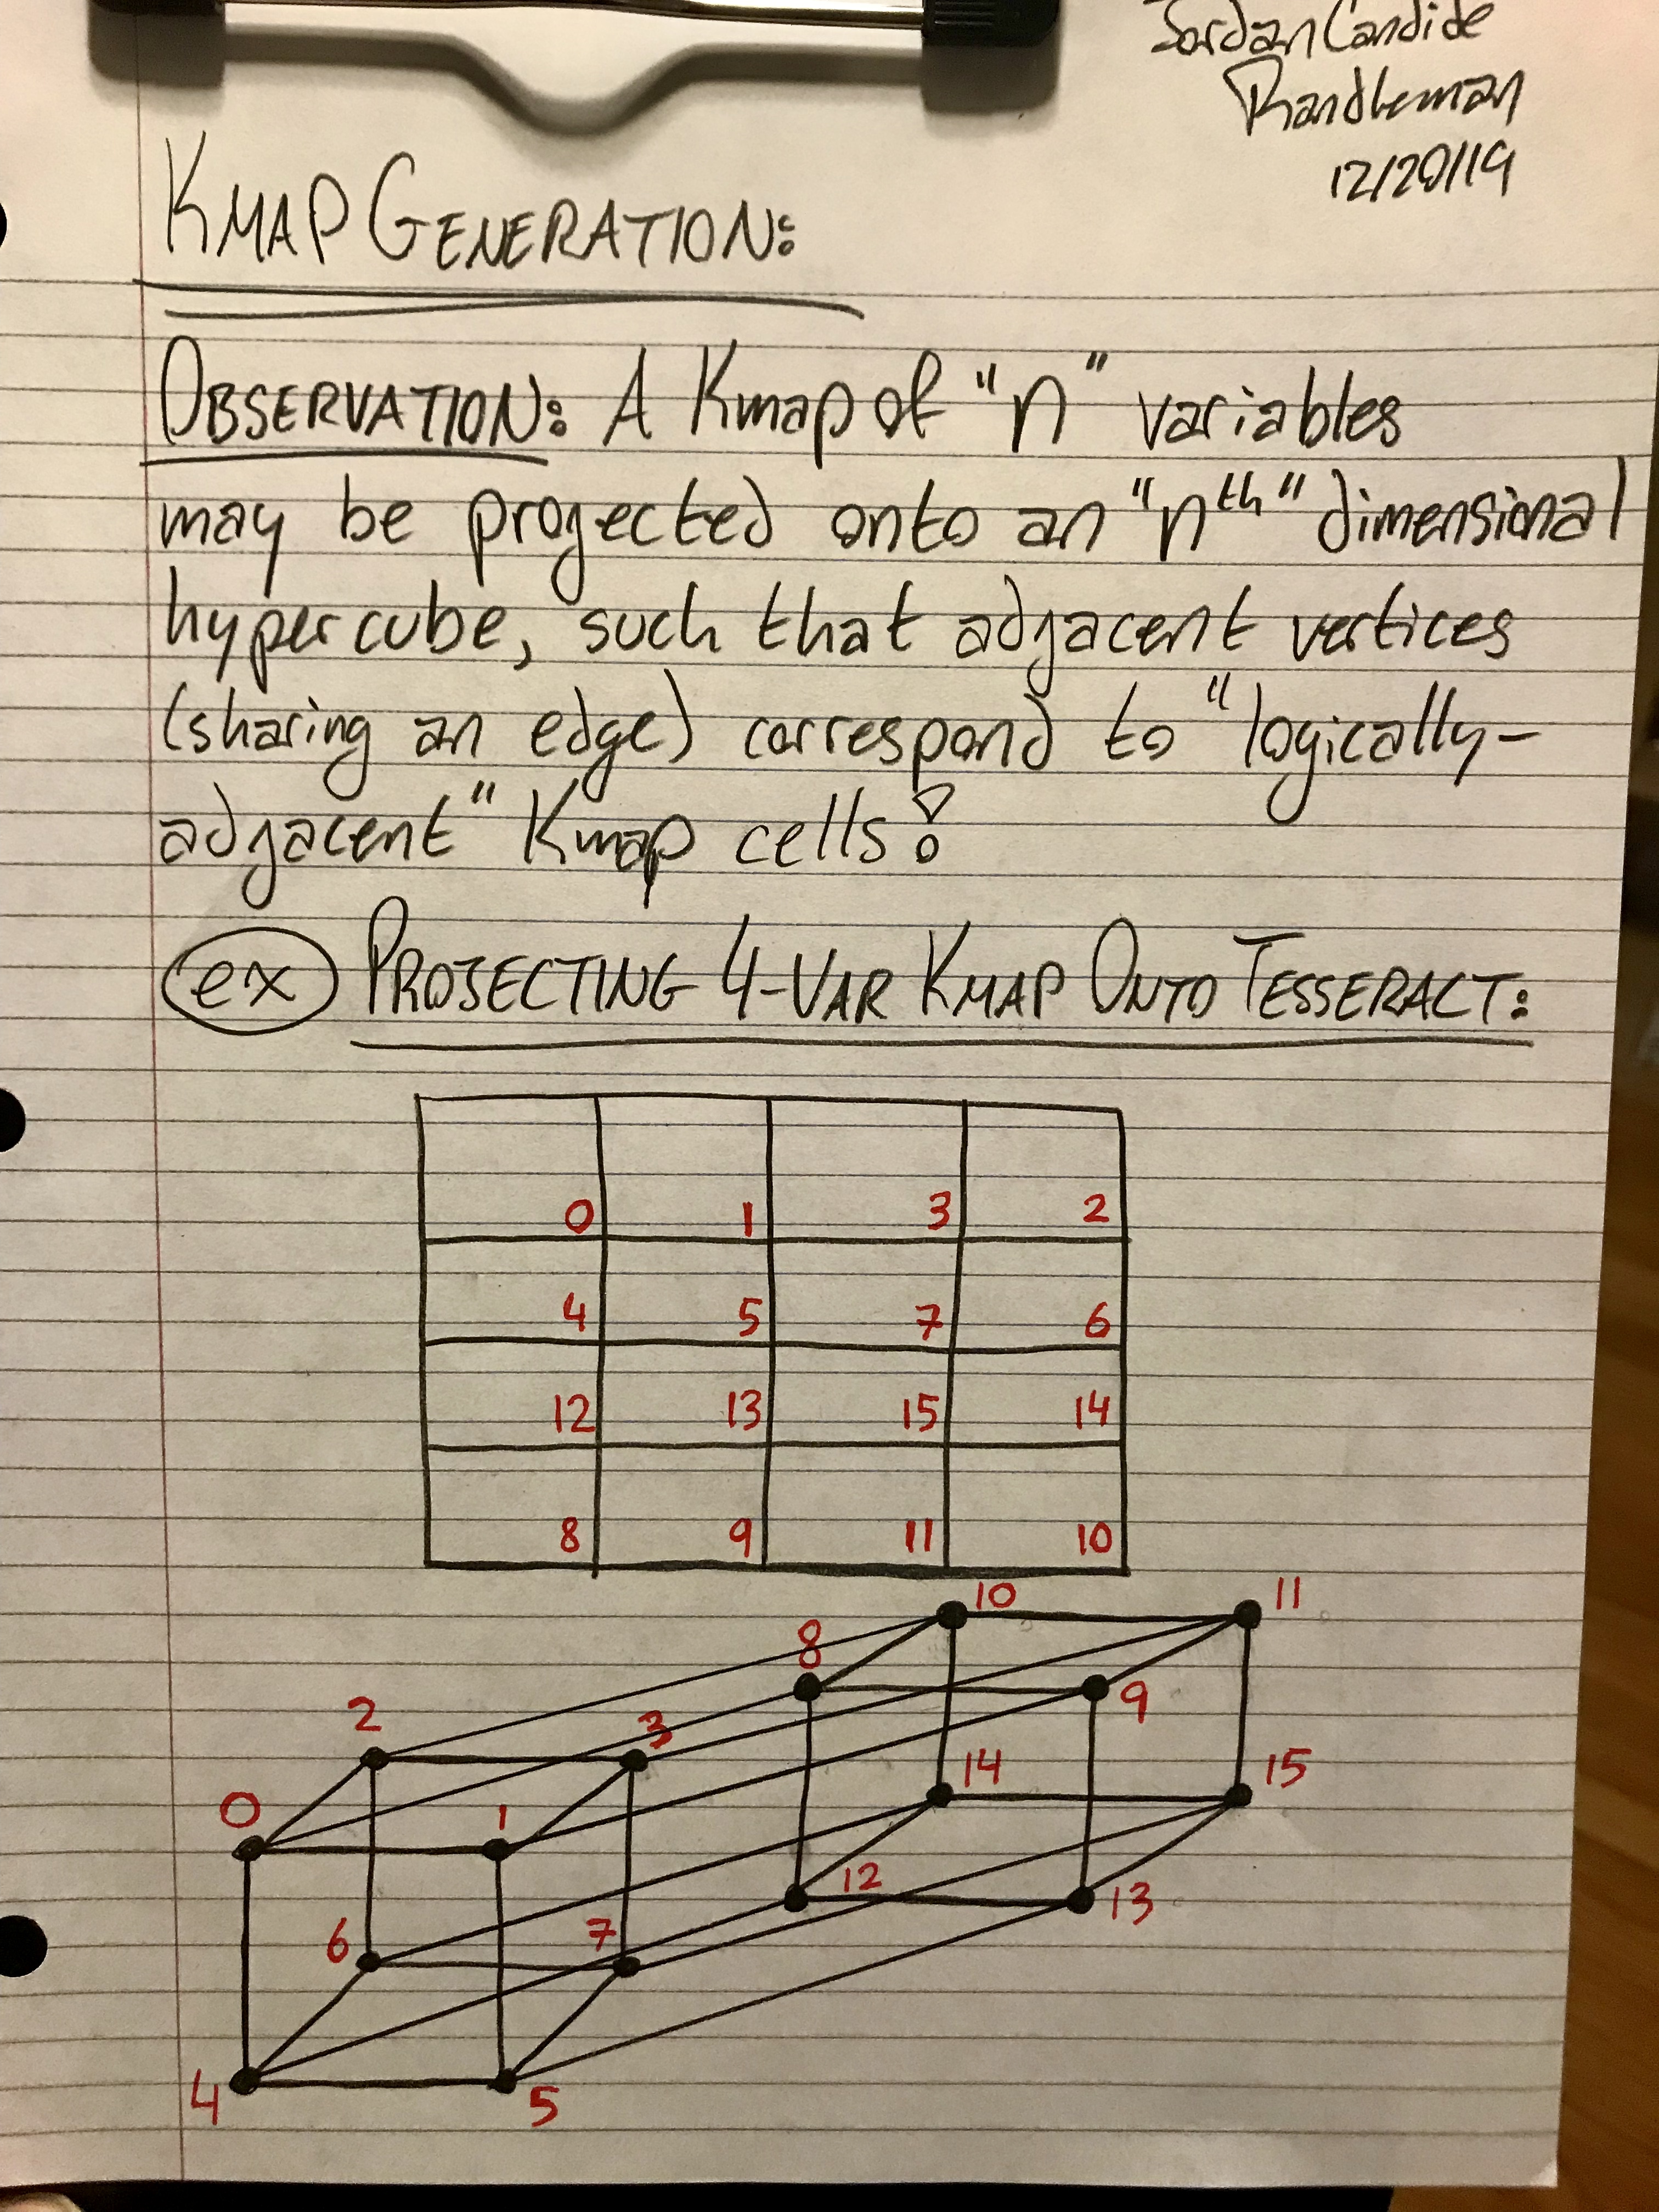 Jordan Candide
Randleman
12/20/19
KMAP GENERATION:
OBSERVATION: A Kmap of "n" variables
may be projected onto an "nth" dimensional
hypercube, such that adjacent vertices
(sharing an edge) correspond to "logically-
adjacent" Kmap cells!
ex PROJECTING 4-VAR KMAP ONTO TESSERACT:
0 1 3 2
4 5 7 6
12 13 15 14
8 9 11 10
10 11
8
9
2 3
14 15
0 1
12 13
6 7
4 5